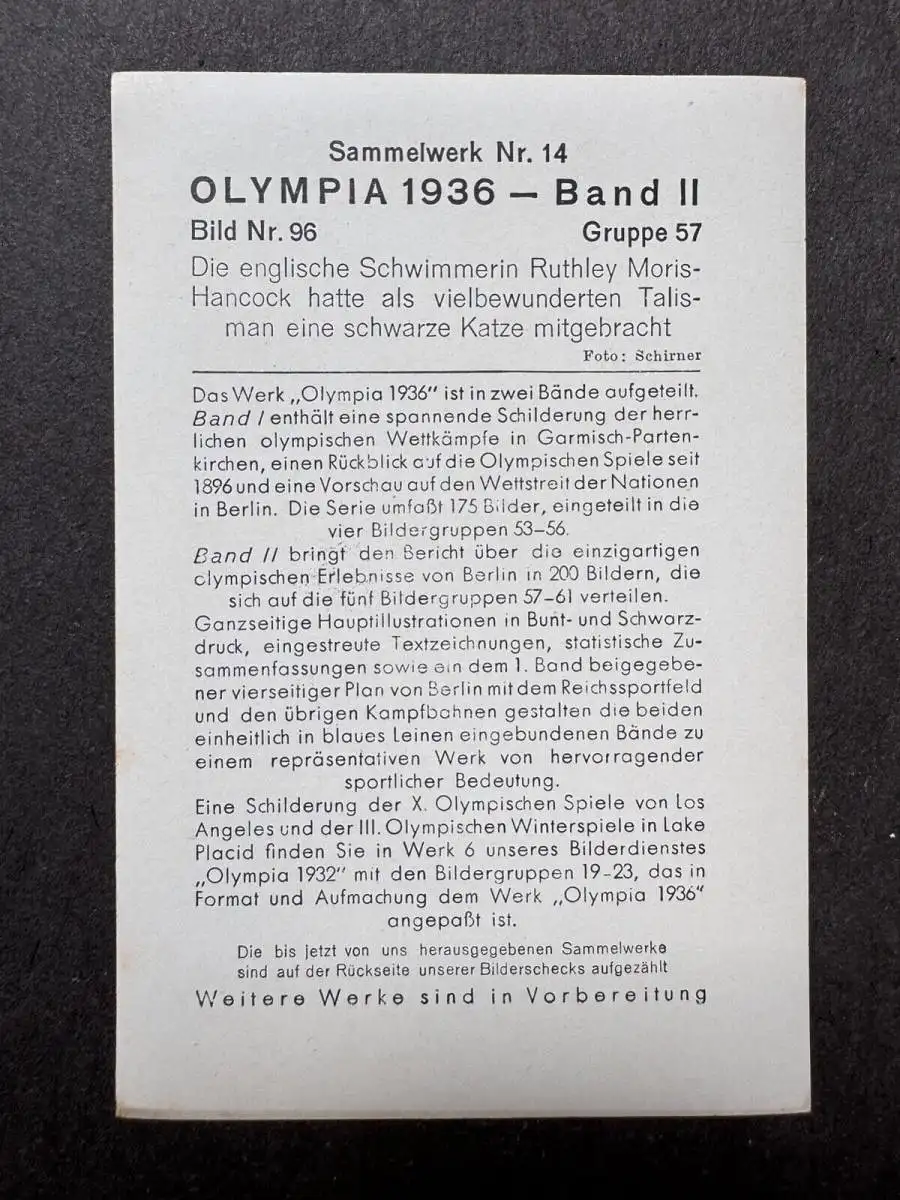 Sammelwerk Nr. 14
OLYMPIA 1936 — Band II
Bild Nr. 96 Gruppe 57
Die englische Schwimmerin Ruthley Moris-
Hancock hatte als vielbewunderten Talis-
man eine schwarze Katze mitgebracht
Foto: Schirner
Das Werk „Olympia 1936“ ist in zwei Bände aufgeteilt.
Band I enthält eine spannende Schilderung der herr-
lichen olympischen Wettkämpfe in Garmisch-Parten-
kirchen, einen Rückblick auf die Olympischen Spiele seit
1896 und eine Vorschau auf den Wettstreit der Nationen
in Berlin. Die Serie umfaßt 175 Bilder, eingeteilt in die
vier Bildergruppen 53–56.
Band II bringt den Bericht über die einzigartigen
olympischen Erlebnisse von Berlin in 200 Bildern, die
sich auf die fünf Bildergruppen 57–61 verteilen.
Ganzseitige Hauptillustrationen in Bunt- und Schwarz-
druck, eingestreute Textzeichnungen, statistische Zu-
sammenfassungen sowie ein dem 1. Band beigegebe-
ner vierseitiger Plan von Berlin mit dem Reichssportfeld
und den übrigen Kampfbahnen gestalten die beiden
einheitlich in blaues Leinen eingebundenen Bände zu
einem repräsentativen Werk von hervorragender
sportlicher Bedeutung.
Eine Schilderung der X. Olympischen Spiele von Los
Angeles und der III. Olympischen Winterspiele in Lake
Placid finden Sie in Werk 6 unseres Bilderdienstes
„Olympia 1932“ mit den Bildergruppen 19–23, das in
Format und Aufmachung dem Werk „Olympia 1936“
angepaßt ist.
Die bis jetzt von uns herausgegebenen Sammelwerke
sind auf der Rückseite unserer Bilderschecks aufgezählt
Weitere Werke sind in Vorbereitung